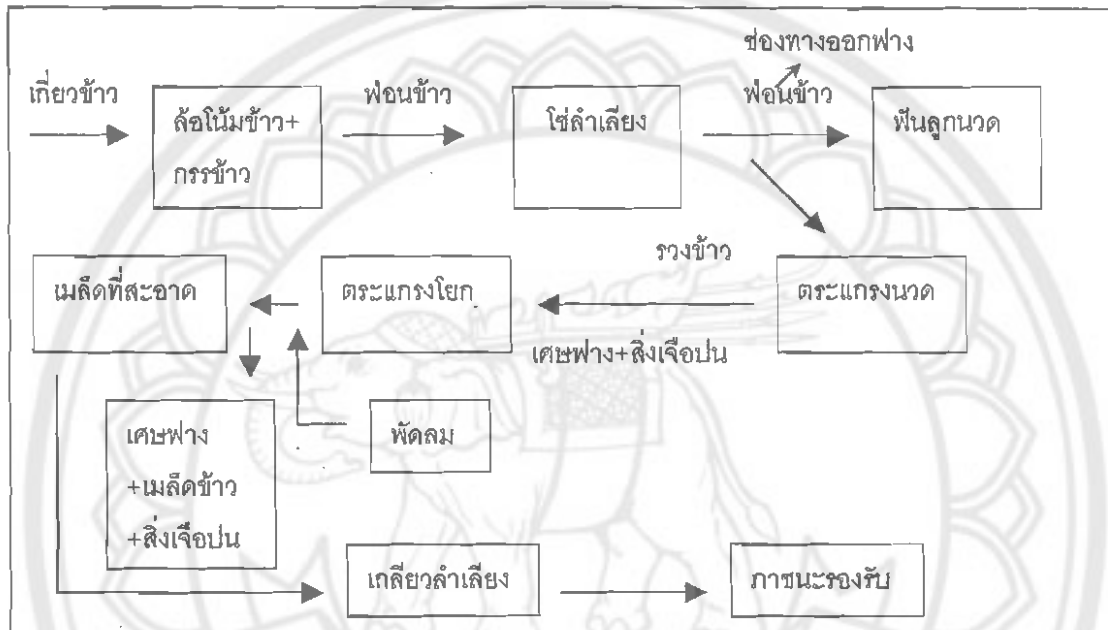 ช่องทางออกฟาง
เกี่ยวข้าว
ล้อโน้มข้าว+
กรรข้าว
ฟ่อนข้าว
โซ่ลำเลียง
ฟ่อนข้าว
ฟันลูกนวด
รวงข้าว
เมล็ดที่สะอาด
ตระแกรงโยก
ตระแกรงนวด
เศษฟาง+สิ่งเจือปน
เศษฟาง
+เมล็ดข้าว
+สิ่งเจือปน
พัดลม
เกลียวลำเลียง
ภาชนะรองรับ